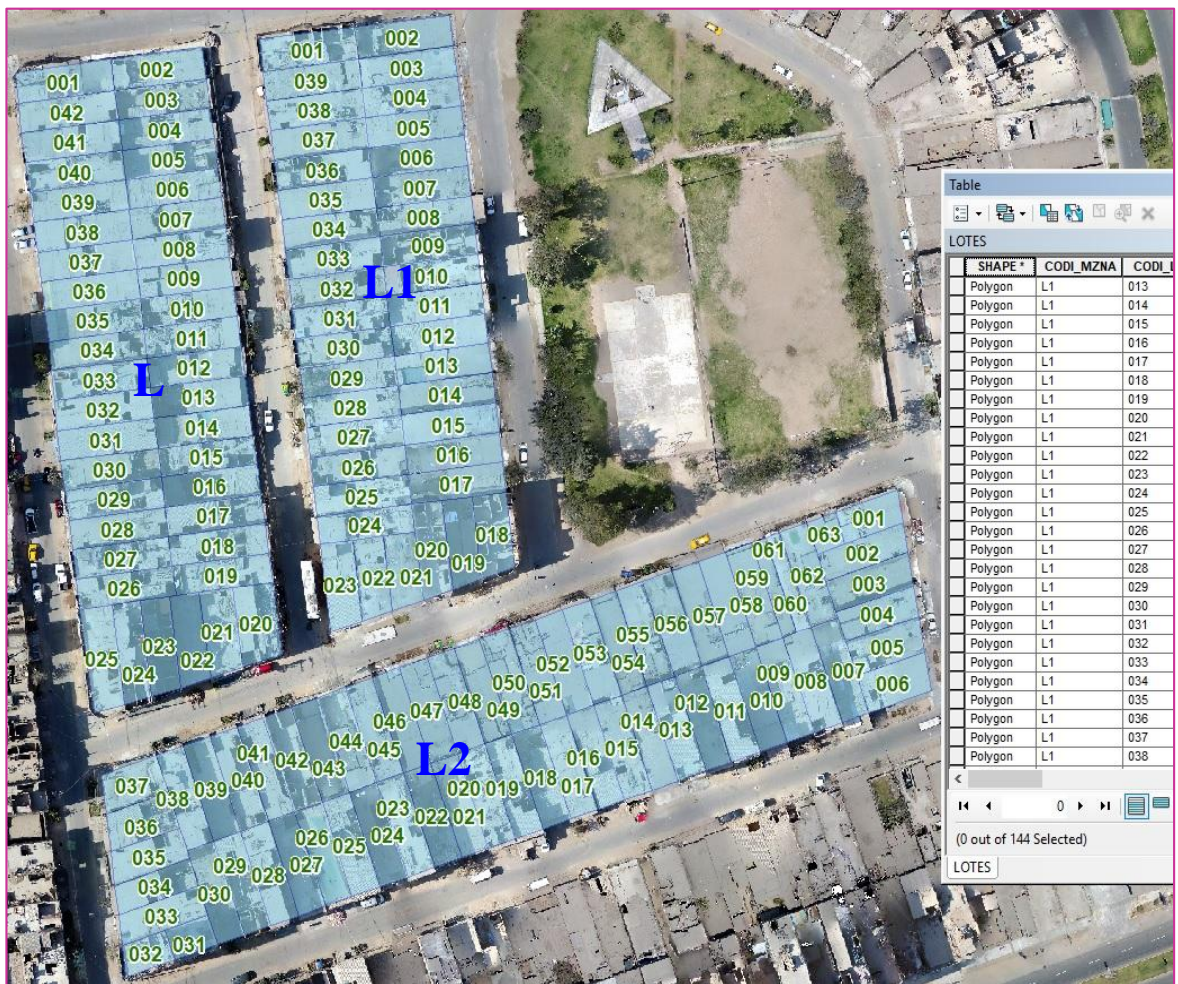 001 002
042 003
041 004
040 005
039 006
038 007
037 008
036 009
035 010
034 011
033 012
L
032 013
031 014
030 015
029 016
028 017
027 018
026 019
025 024 023 022 021 020
001 002
039 003
038 004
037 005
036 006
035 007
034 008
033 009
032 010
L1
031 011
030 012
029 013
028 014
027 015
026 016
025 017
024
023 022 021 020 019 018
037 038 039 040 041 042 043 044 045 046 047 048 049 050 051 052 053 054 055 056 057 058 059 060 061 062 063 001
002
003
004
005
006
L2
036
035
034
033
032 031 030 029 028 027 026 025 024 023 022 021 020 019 018 017 016 015 014 013 012 011 010 009 008 007
Table
LOTES
SHAPE * CODI_MZNA CODI_L
Polygon L1 013
Polygon L1 014
Polygon L1 015
Polygon L1 016
Polygon L1 017
Polygon L1 018
Polygon L1 019
Polygon L1 020
Polygon L1 021
Polygon L1 022
Polygon L1 023
Polygon L1 024
Polygon L1 025
Polygon L1 026
Polygon L1 027
Polygon L1 028
Polygon L1 029
Polygon L1 030
Polygon L1 031
Polygon L1 032
Polygon L1 033
Polygon L1 034
Polygon L1 035
Polygon L1 036
Polygon L1 037
Polygon L1 038
0
(0 out of 144 Selected)
LOTES